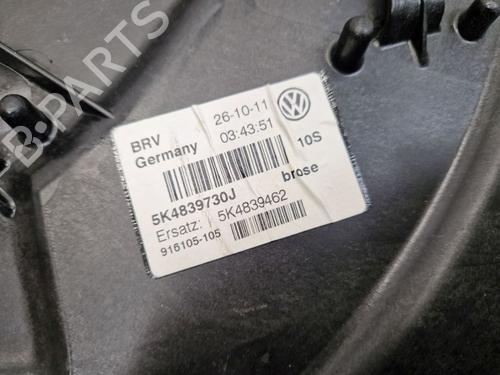 B-PARTS
BRV 26-10-11
Germany 03:43:51
10S
brose
5K4839730J
Ersatz: 5K4839462
916105-105